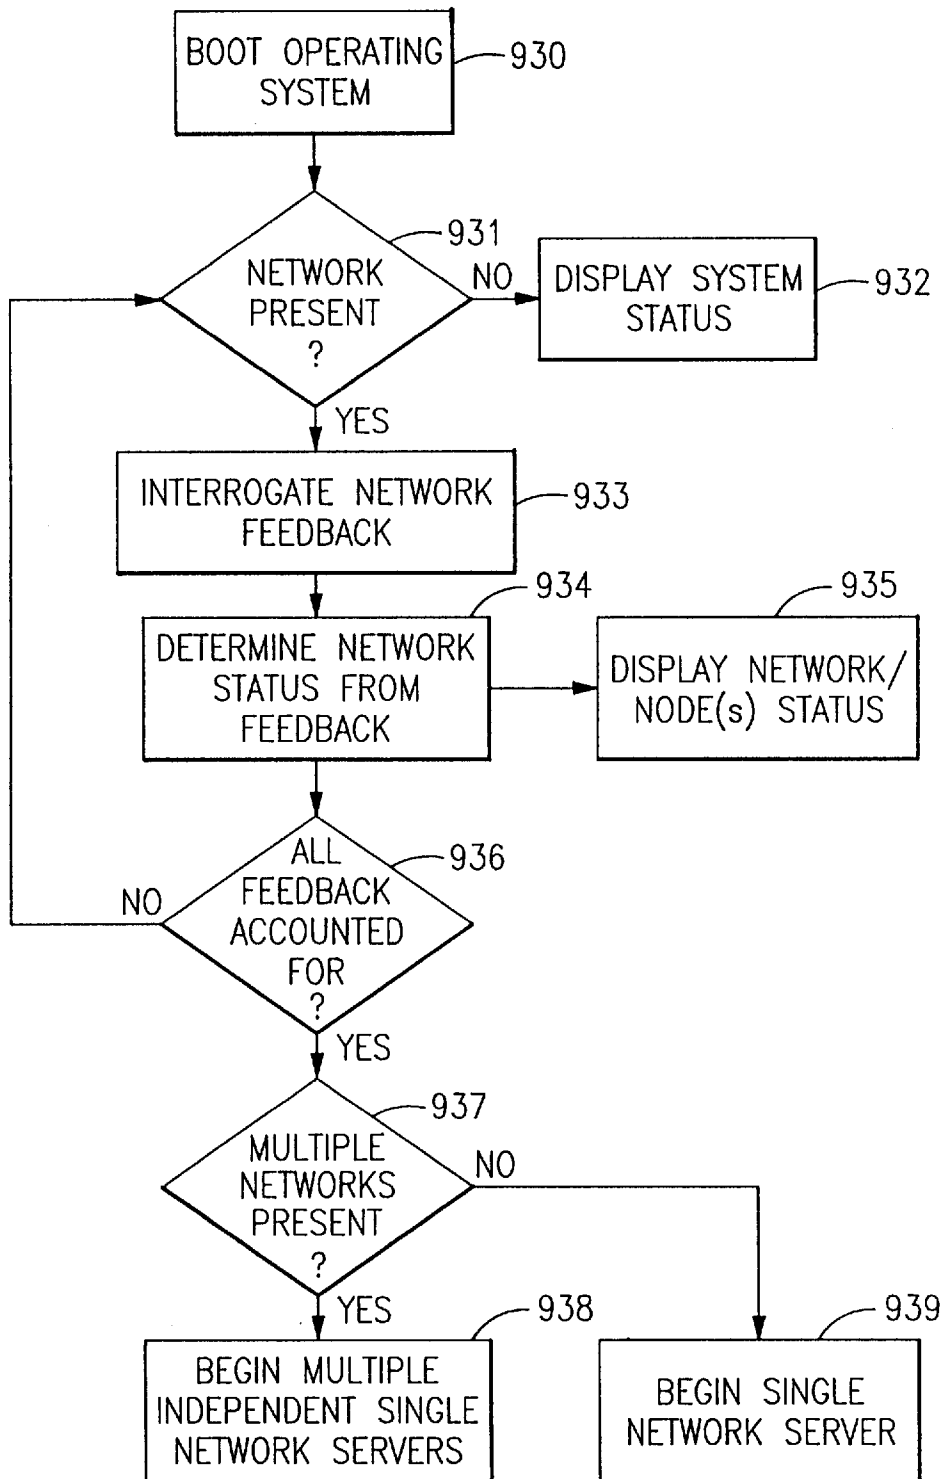 BOOT OPERATING
SYSTEM
930
931
NETWORK
PRESENT
?
NO
DISPLAY SYSTEM
STATUS
932
YES
INTERROGATE NETWORK
FEEDBACK
933
934
DETERMINE NETWORK
STATUS FROM
FEEDBACK
935
DISPLAY NETWORK/
NODE(s) STATUS
936
ALL
FEEDBACK
ACCOUNTED
FOR
?
NO
YES
937
MULTIPLE
NETWORKS
PRESENT
?
NO
YES
938
BEGIN MULTIPLE
INDEPENDENT SINGLE
NETWORK SERVERS
939
BEGIN SINGLE
NETWORK SERVER